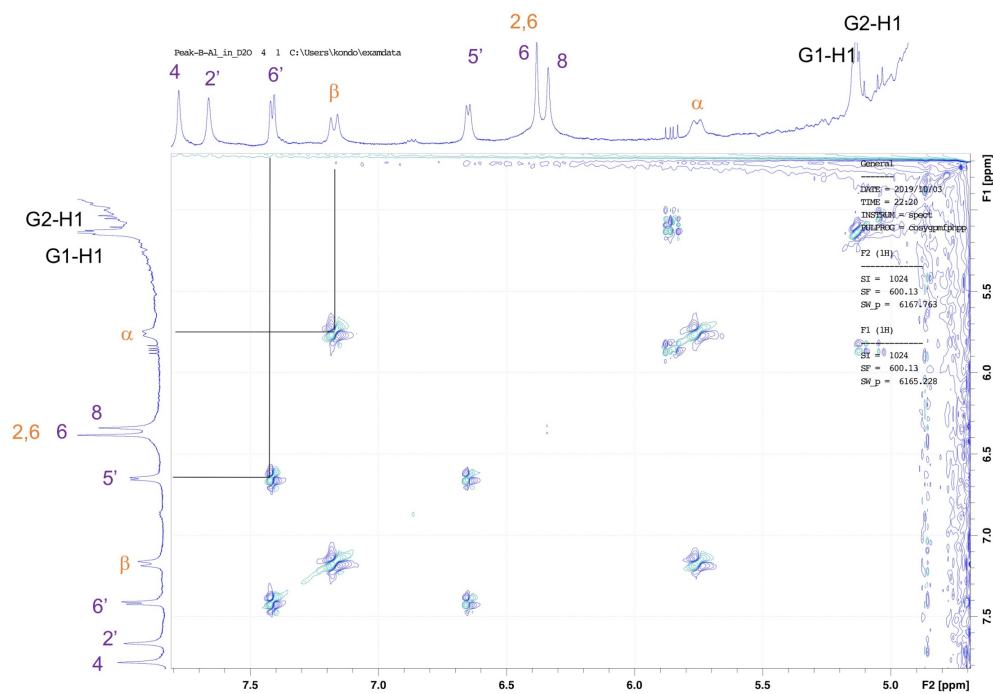 2,6
G2-H1
Peak-B-Al_in_D2O 4 1 C:\Users\kondo\examdata
4
2’
6’
β
5’
6
8
α
G1-H1
General
DATE = 2019/10/03
TIME = 22:20
INSTRUM = spect
PULPROG = cosygpmfphpp
F2 (1H)
SI = 1024
SF = 600.13
SW_p = 6167.763
F1 (1H)
SI = 1024
SF = 600.13
SW_p = 6165.228
G2-H1
G1-H1
α
8
2,6 6
5’
β
6’
2’
4
F1 [ppm]
5.5
6.0
6.5
7.0
7.5
7.5 7.0 6.5 6.0 5.5 5.0 F2 [ppm]